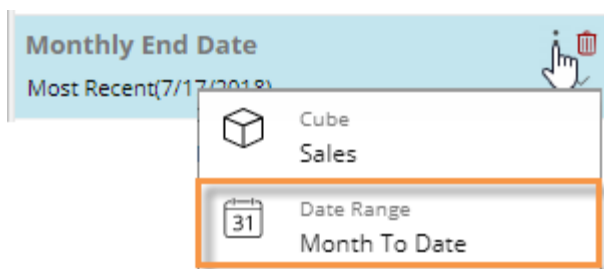 Monthly End Date
Most Recent(7/17/2018)
Cube
Sales
31
Date Range
Month To Date